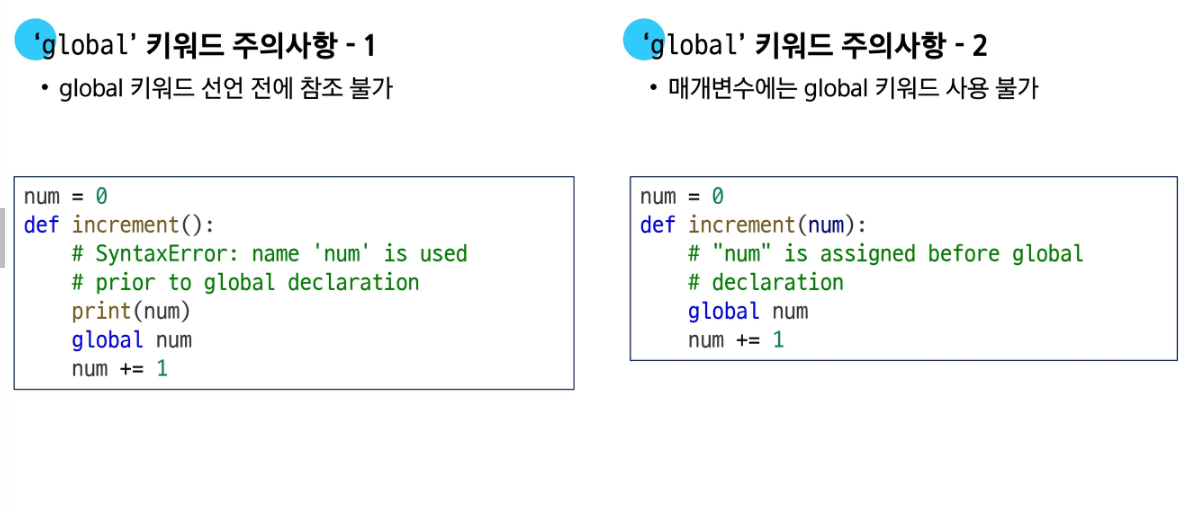 ‘global’ 키워드 주의사항 - 1
• global 키워드 선언 전에 참조 불가
num = 0
def increment():
    # SyntaxError: name 'num' is used
    # prior to global declaration
    print(num)
    global num
    num += 1
‘global’ 키워드 주의사항 - 2
• 매개변수에는 global 키워드 사용 불가
num = 0
def increment(num):
    # "num" is assigned before global
    # declaration
    global num
    num += 1